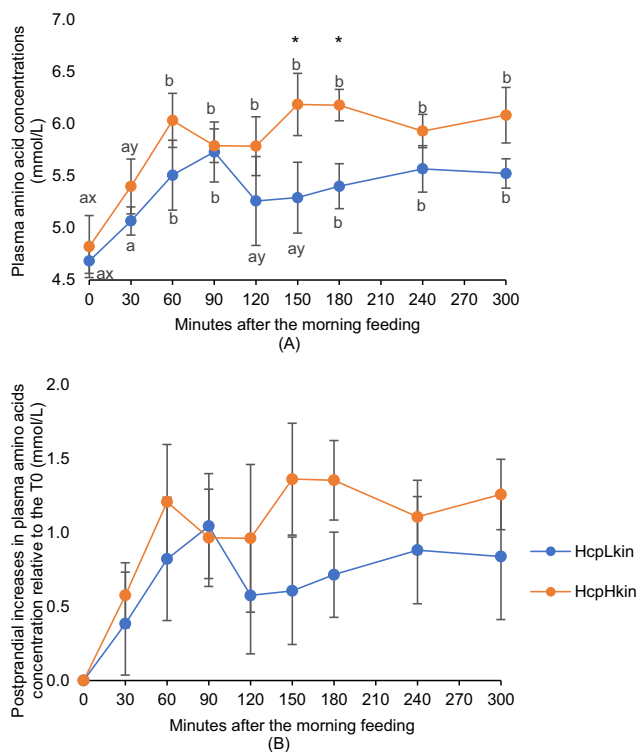 7.0
6.5
6.0
5.5
5.0
4.5
Plasma amino acid concentrations
(mmol/L)
* *
b b b b b b b
ay
ax
ax
a
b b ay ay b b b
0 30 60 90 120 150 180 210 240 270 300
Minutes after the morning feeding
(A)
2.0
1.5
1.0
0.5
0.0
Postprandial increases in plasma amino acids
concentration relative to the T0 (mmol/L)
HcpLkin
HcpHkin
0 30 60 90 120 150 180 210 240 270 300
Minutes after the morning feeding
(B)